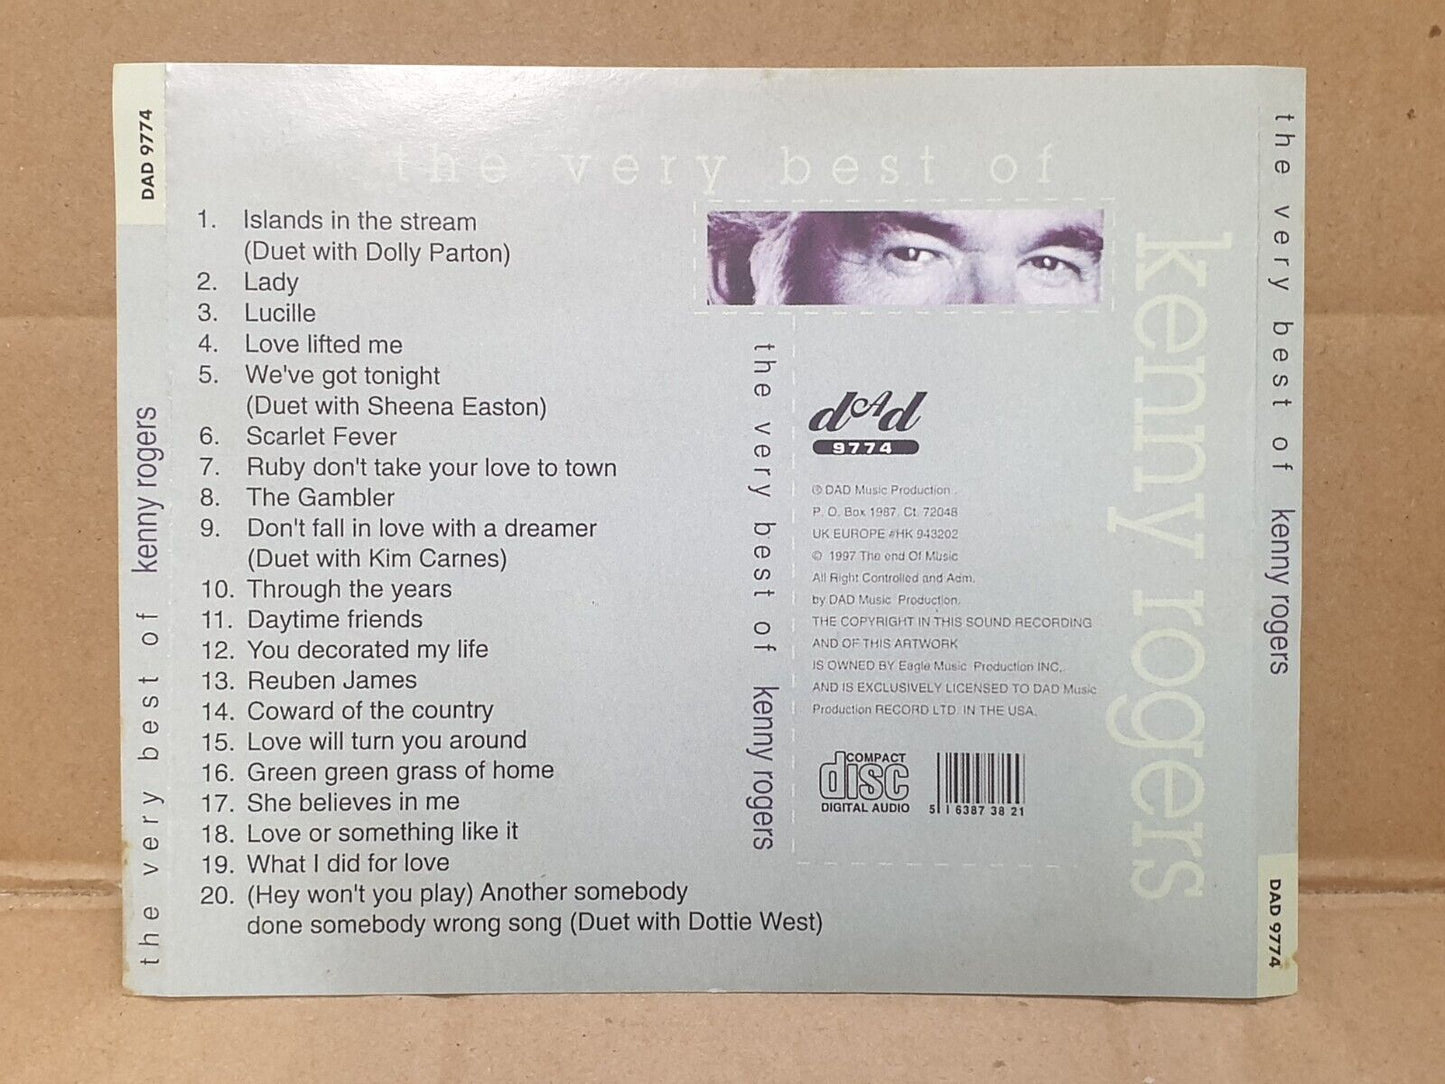 DAD 9774
the very best of kenny rogers
the very best of
kenny rogers
1. Islands in the stream
(Duet with Dolly Parton)
2. Lady
3. Lucille
4. Love lifted me
5. We've got tonight
(Duet with Sheena Easton)
6. Scarlet Fever
7. Ruby don't take your love to town
8. The Gambler
9. Don't fall in love with a dreamer
(Duet with Kim Carnes)
10. Through the years
11. Daytime friends
12. You decorated my life
13. Reuben James
14. Coward of the country
15. Love will turn you around
16. Green green grass of home
17. She believes in me
18. Love or something like it
19. What I did for love
20. (Hey won't you play) Another somebody
done somebody wrong song (Duet with Dottie West)
the very best of kenny rogers
dAd
9774
℗ DAD Music Production .
P. O. Box 1987. Ct. 72048
UK EUROPE #HK 943202
© 1997 The end Of Music
All Right Controlled and Adm.
by DAD Music Production.
THE COPYRIGHT IN THIS SOUND RECORDING
AND OF THIS ARTWORK
IS OWNED BY Eagle Music Production INC,.
AND IS EXCLUSIVELY LICENSED TO DAD Music
Production RECORD LTD. IN THE USA.
COMPACT
disc
DIGITAL AUDIO
5 1 6387 38 21
the very best of kenny rogers
DAD 9774